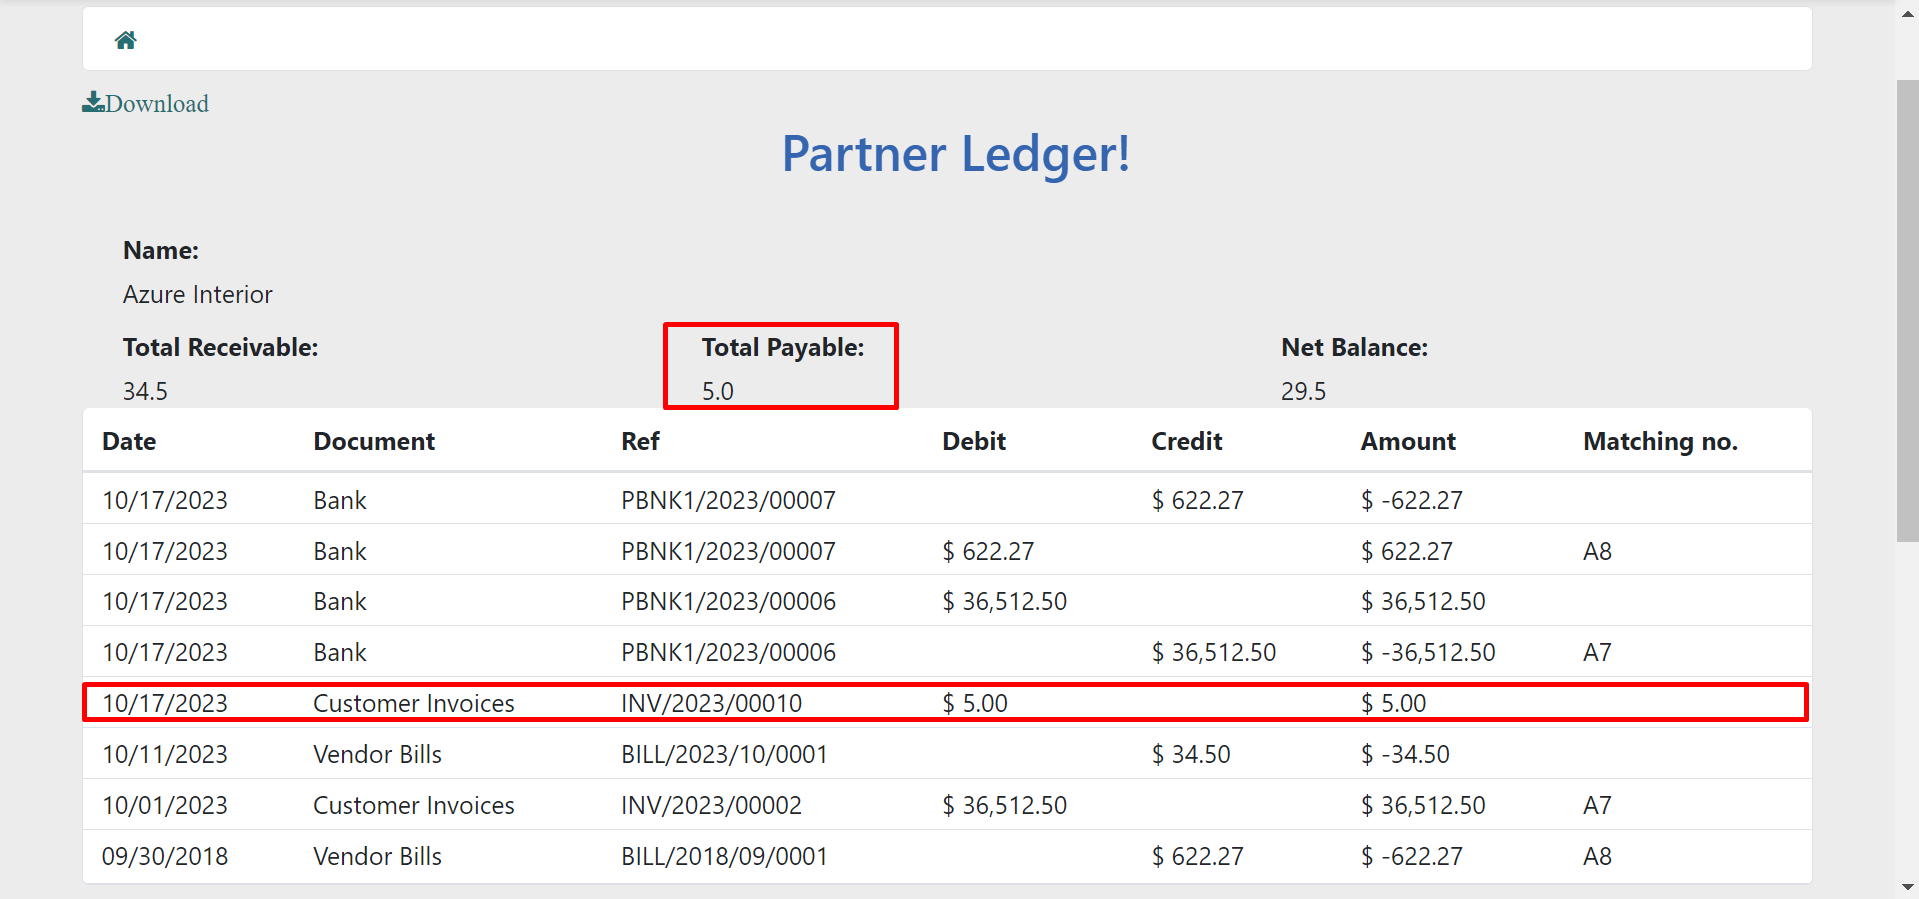 Download
Partner Ledger!
Name:
Azure Interior
Total Receivable: Total Payable: Net Balance:
34.5 5.0 29.5
Date Document Ref Debit Credit Amount Matching no.
10/17/2023 Bank PBNK1/2023/00007 $ 622.27 $ -622.27
10/17/2023 Bank PBNK1/2023/00007 $ 622.27 $ 622.27 A8
10/17/2023 Bank PBNK1/2023/00006 $ 36,512.50 $ 36,512.50
10/17/2023 Bank PBNK1/2023/00006 $ 36,512.50 $ -36,512.50 A7
10/17/2023 Customer Invoices INV/2023/00010 $ 5.00 $ 5.00
10/11/2023 Vendor Bills BILL/2023/10/0001 $ 34.50 $ -34.50
10/01/2023 Customer Invoices INV/2023/00002 $ 36,512.50 $ 36,512.50 A7
09/30/2018 Vendor Bills BILL/2018/09/0001 $ 622.27 $ -622.27 A8